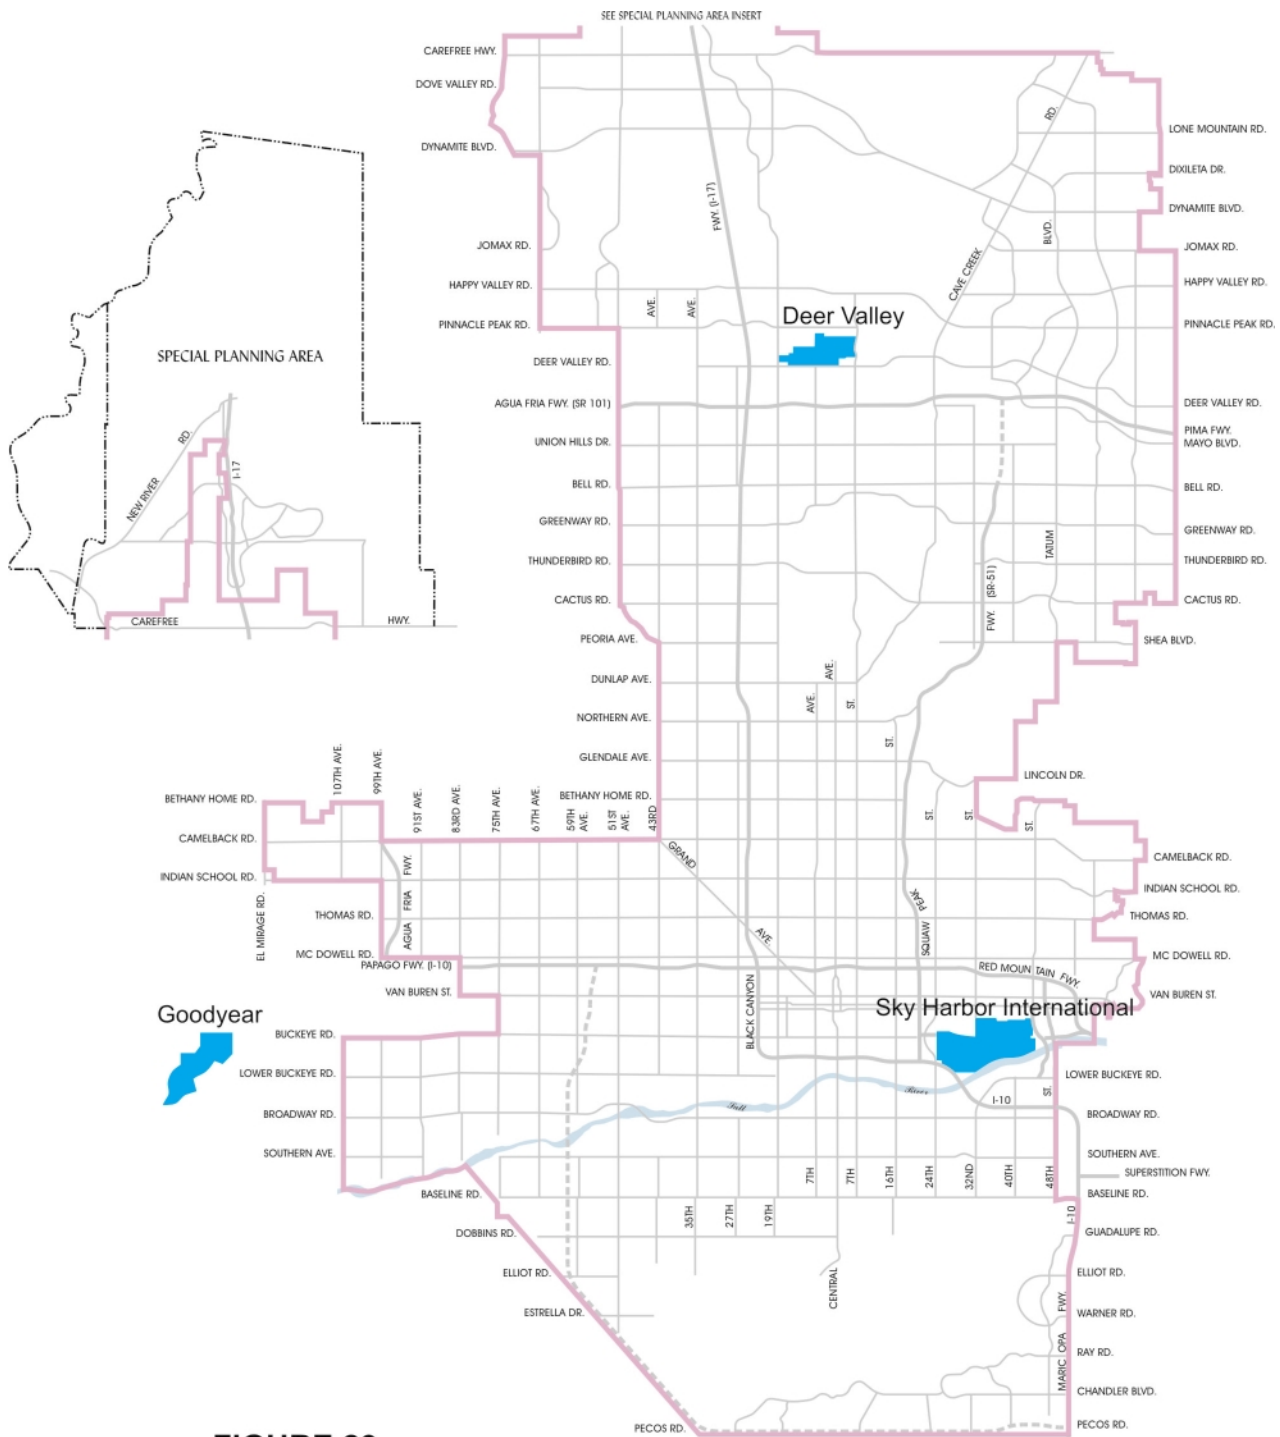 SEE SPECIAL PLANNING AREA INSERT
CAREFREE HWY.
DOVE VALLEY RD.
DYNAMITE BLVD.
JOMAX RD.
HAPPY VALLEY RD.
PINNACLE PEAK RD.
DEER VALLEY RD.
AGUA FRIA FWY. (SR 101)
UNION HILLS DR.
BELL RD.
GREENWAY RD.
THUNDERBIRD RD.
CACTUS RD.
PEORIA AVE.
DUNLAP AVE.
NORTHERN AVE.
GLENDALE AVE.
BETHANY HOME RD.
RD.
LONE MOUNTAIN RD.
DIXILETA DR.
DYNAMITE BLVD.
JOMAX RD.
HAPPY VALLEY RD.
PINNACLE PEAK RD.
DEER VALLEY RD.
PIMA FWY.
MAYO BLVD.
BELL RD.
GREENWAY RD.
THUNDERBIRD RD.
CACTUS RD.
SHEA BLVD.
LINCOLN DR.
CAMELBACK RD.
INDIAN SCHOOL RD.
THOMAS RD.
MC DOWELL RD.
VAN BUREN ST.
FWY. (I-17)
BLVD.
CAVE CREEK
AVE.
AVE.
Deer Valley
TATUM
FWY. (SR-51)
AVE.
AVE.
ST.
ST.
ST.
ST.
ST.
SPECIAL PLANNING AREA
NEW RIVER
RD.
I-17
CAREFREE
HWY.
107TH AVE.
99TH AVE.
91ST AVE.
83RD AVE.
75TH AVE.
67TH AVE.
59TH AVE.
51ST AVE.
43RD
BETHANY HOME RD.
CAMELBACK RD.
INDIAN SCHOOL RD.
EL MIRAGE RD.
THOMAS RD.
MC DOWELL RD.
AGUA FRIA FWY.
PAPAGO FWY. (I-10)
VAN BUREN ST.
GRAND
AVE.
SQUAW PEAK
RED MOUNTAIN FWY.
BLACK CANYON
Sky Harbor International
Goodyear
BUCKEYE RD.
LOWER BUCKEYE RD.
BROADWAY RD.
SOUTHERN AVE.
BASELINE RD.
DOBBINS RD.
ELLIOT RD.
ESTRELLA DR.
PECOS RD.
River
I-10
ST.
LOWER BUCKEYE RD.
BROADWAY RD.
SOUTHERN AVE.
SUPERSTITION FWY.
BASELINE RD.
GUADALUPE RD.
ELLIOT RD.
WARNER RD.
RAY RD.
CHANDLER BLVD.
PECOS RD.
35TH
27TH
19TH
7TH
7TH
16TH
24TH
32ND
40TH
48TH
I-10
CENTRAL
MARICOPA FWY.